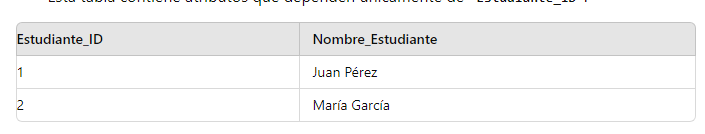 Esta tabla contiene atributos que dependen únicamente de Estudiante_ID
Estudiante_ID Nombre_Estudiante
1 Juan Pérez
2 María García